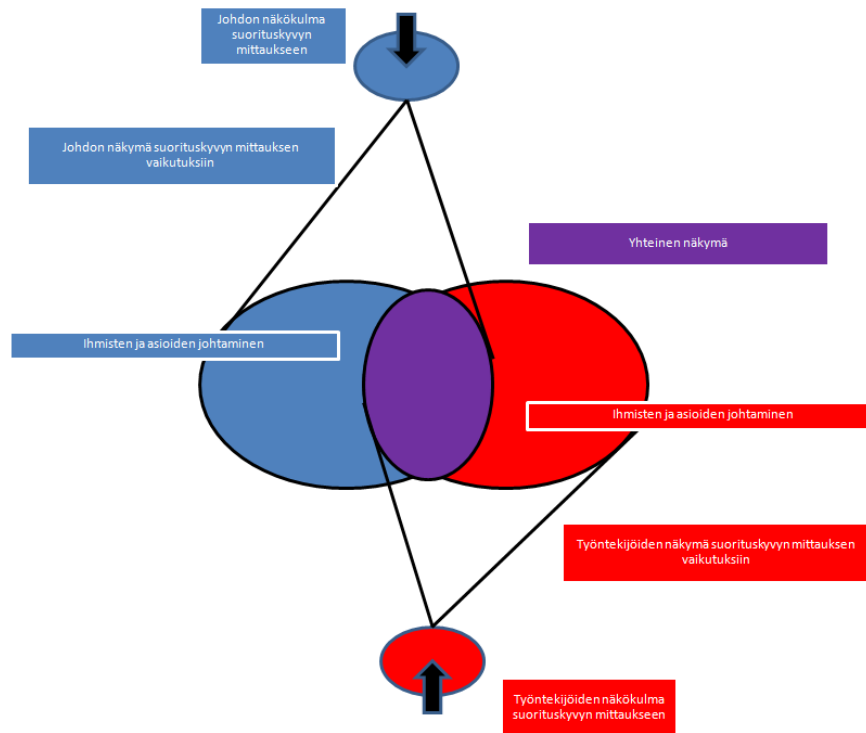 Johdon näkökulma
suorituskyvyn
mittaukseen
Johdon näkymä suorituskyvyn mittauksen
vaikutuksiin
Yhteinen näkymä
Ihmisten ja asioiden johtaminen
Ihmisten ja asioiden johtaminen
Työntekijöiden näkymä suorituskyvyn mittauksen
vaikutuksiin
Työntekijöiden näkökulma
suorituskyvyn mittaukseen